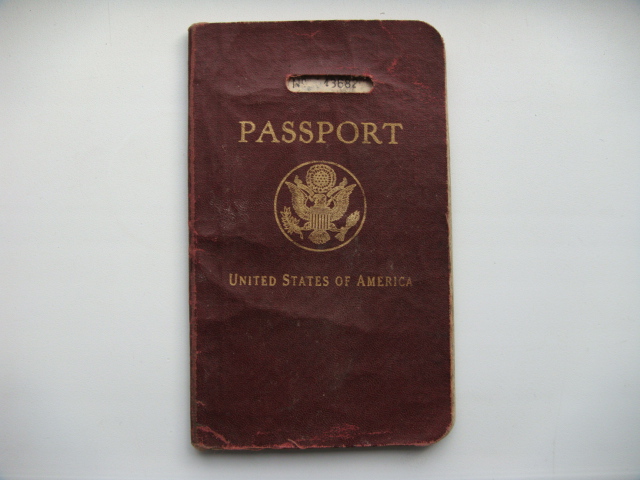 PASSPORT
UNITED STATES OF AMERICA